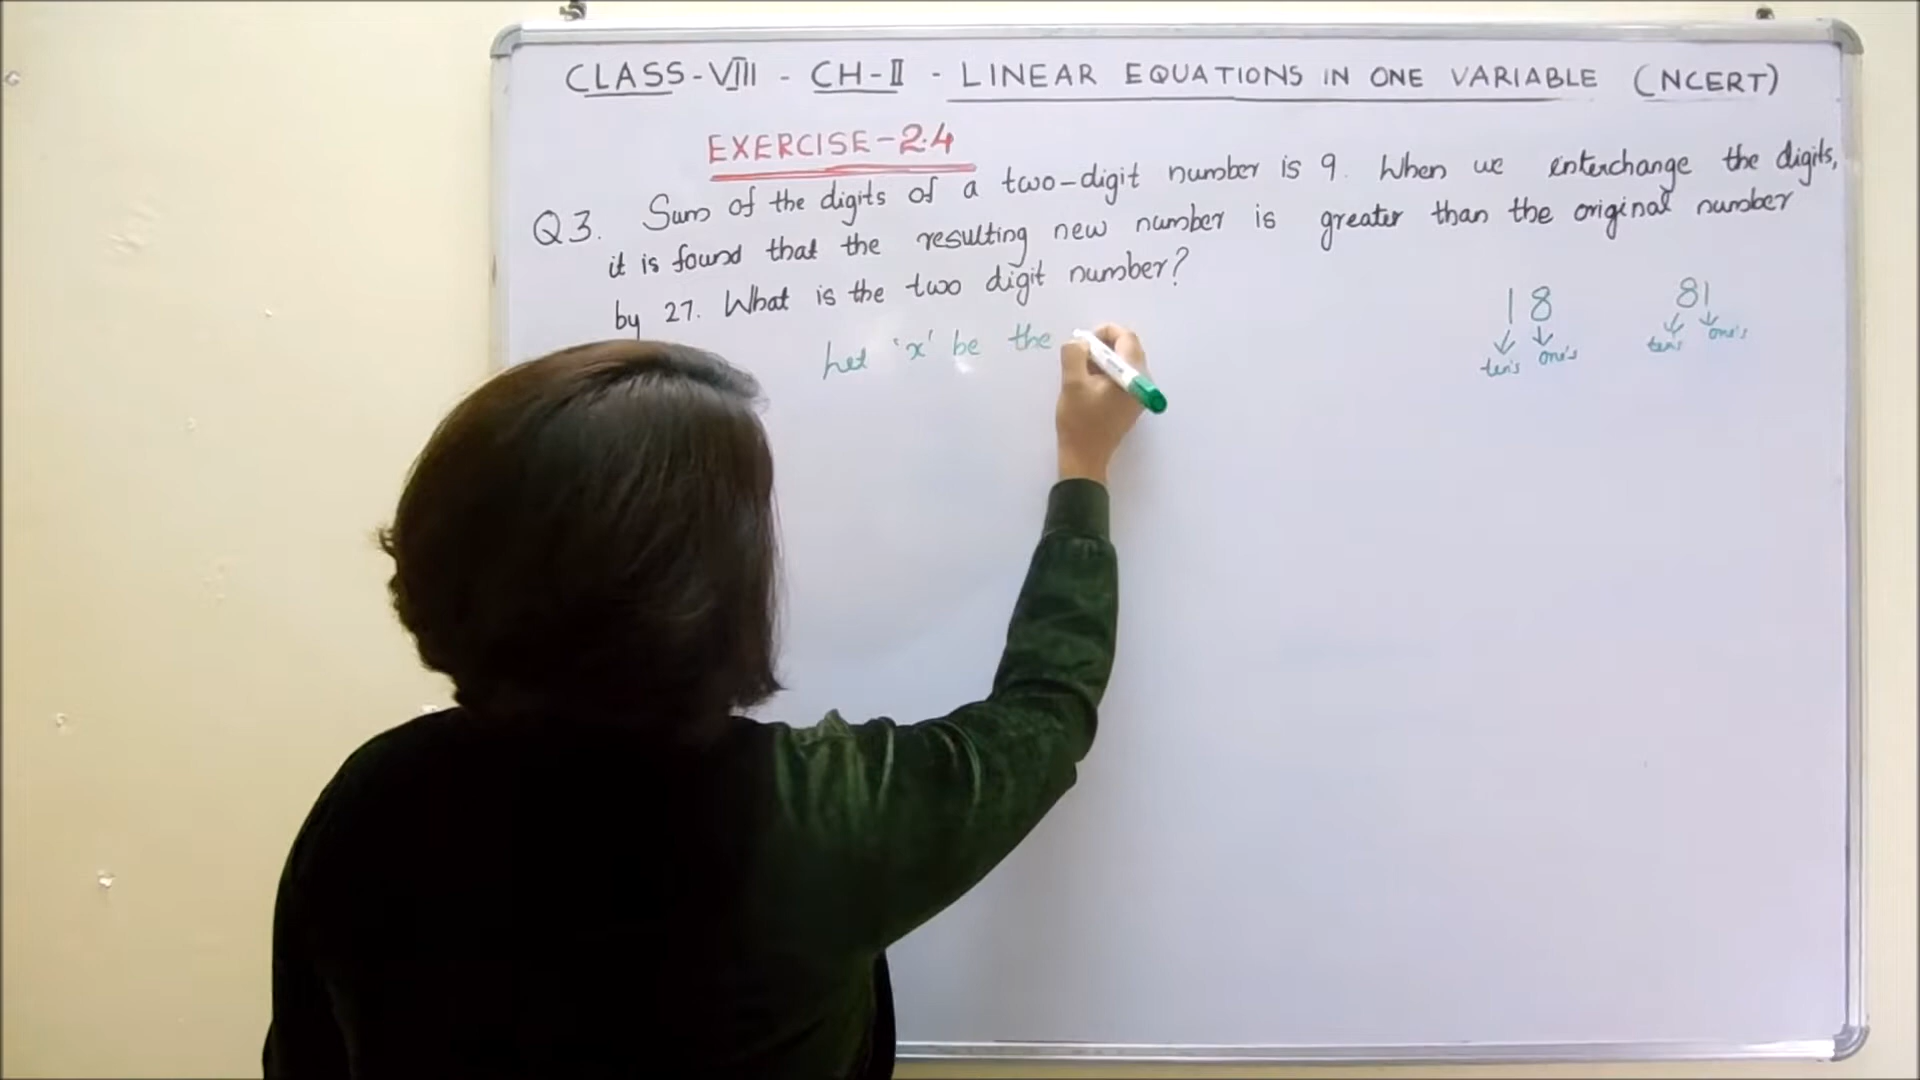 CLASS-VIII - CH-II - LINEAR EQUATIONS IN ONE VARIABLE (NCERT)
EXERCISE-2.4
Q3. Sum of the digits of a two-digit number is 9. When we interchange the digits,
it is found that the resulting new number is greater than the original number
by 27. What is the two digit number?
Let 'x' be the
18 81
ten's one's ten's one's